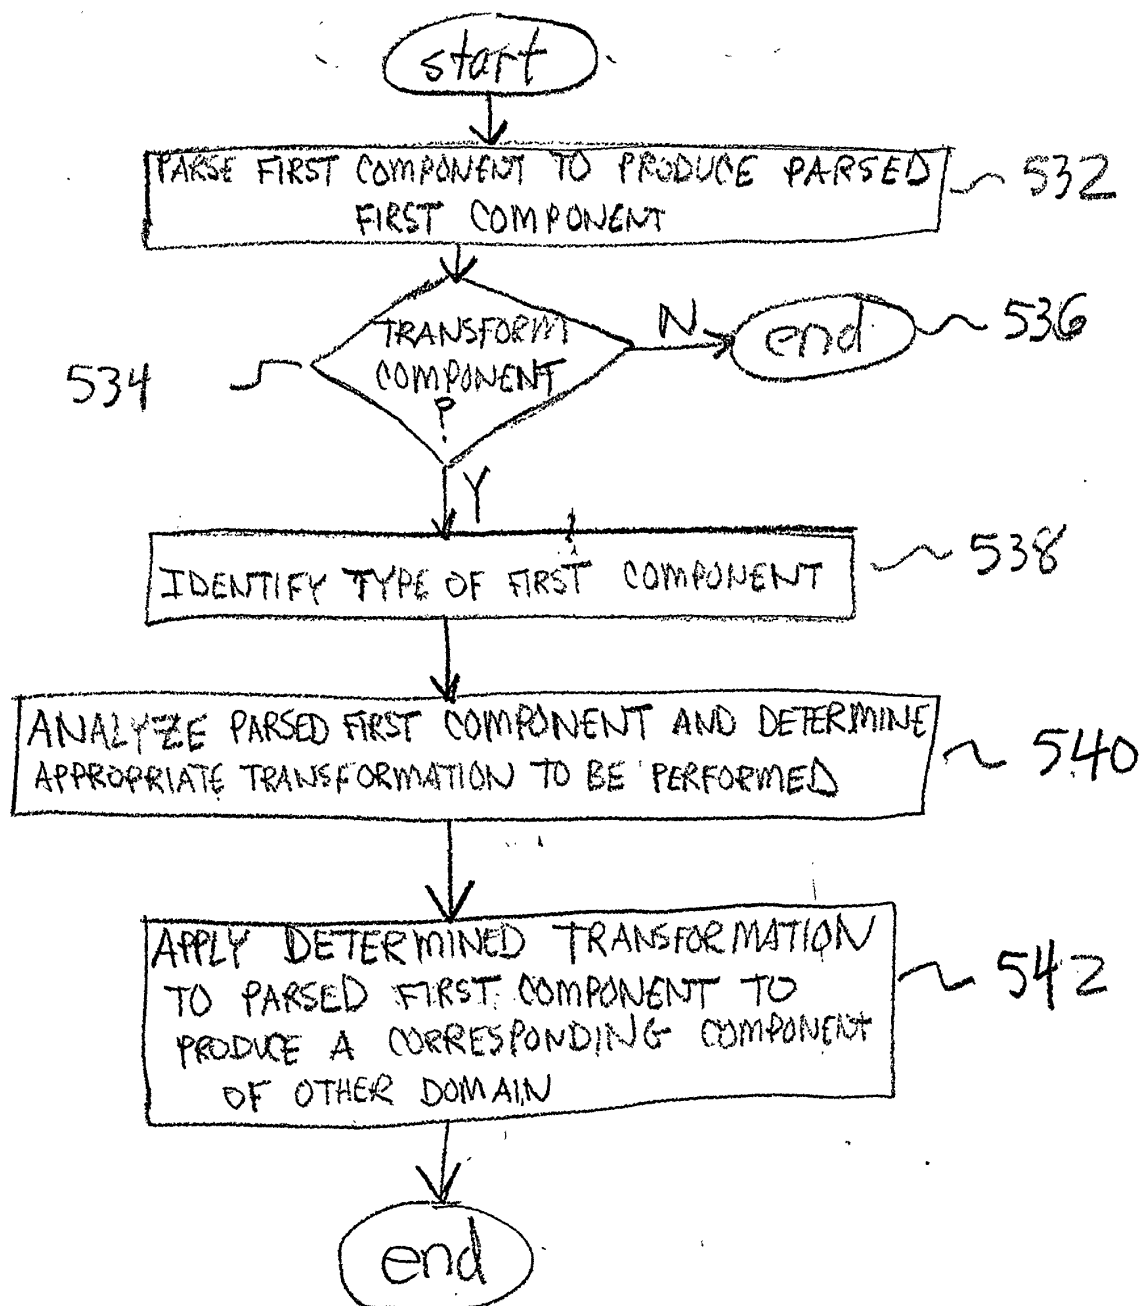 start
PARSE FIRST COMPONENT TO PRODUCE PARSED
FIRST COMPONENT
532
TRANSFORM
COMPONENT
?
534
N
end
536
Y
IDENTIFY TYPE OF FIRST COMPONENT
538
ANALYZE PARSED FIRST COMPONENT AND DETERMINE
APPROPRIATE TRANSFORMATION TO BE PERFORMED
540
APPLY DETERMINED TRANSFORMATION
TO PARSED FIRST COMPONENT TO
PRODUCE A CORRESPONDING COMPONENT
OF OTHER DOMAIN
542
end